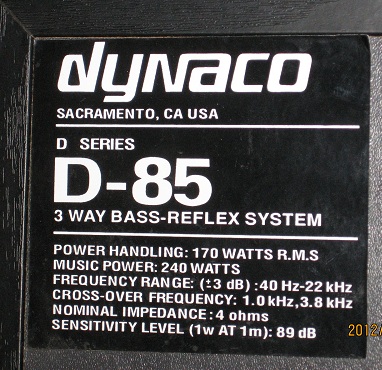 dynaco
SACRAMENTO, CA USA
D SERIES
D-85
3 WAY BASS-REFLEX SYSTEM
POWER HANDLING: 170 WATTS R.M.S
MUSIC POWER: 240 WATTS
FREQUENCY RANGE: (±3 dB) :40 Hz-22 kHz
CROSS-OVER FREQUENCY: 1.0 kHz,3.8 kHz
NOMINAL IMPEDANCE:4 ohms
SENSITIVITY LEVEL (1w AT 1m): 89 dB
2012/